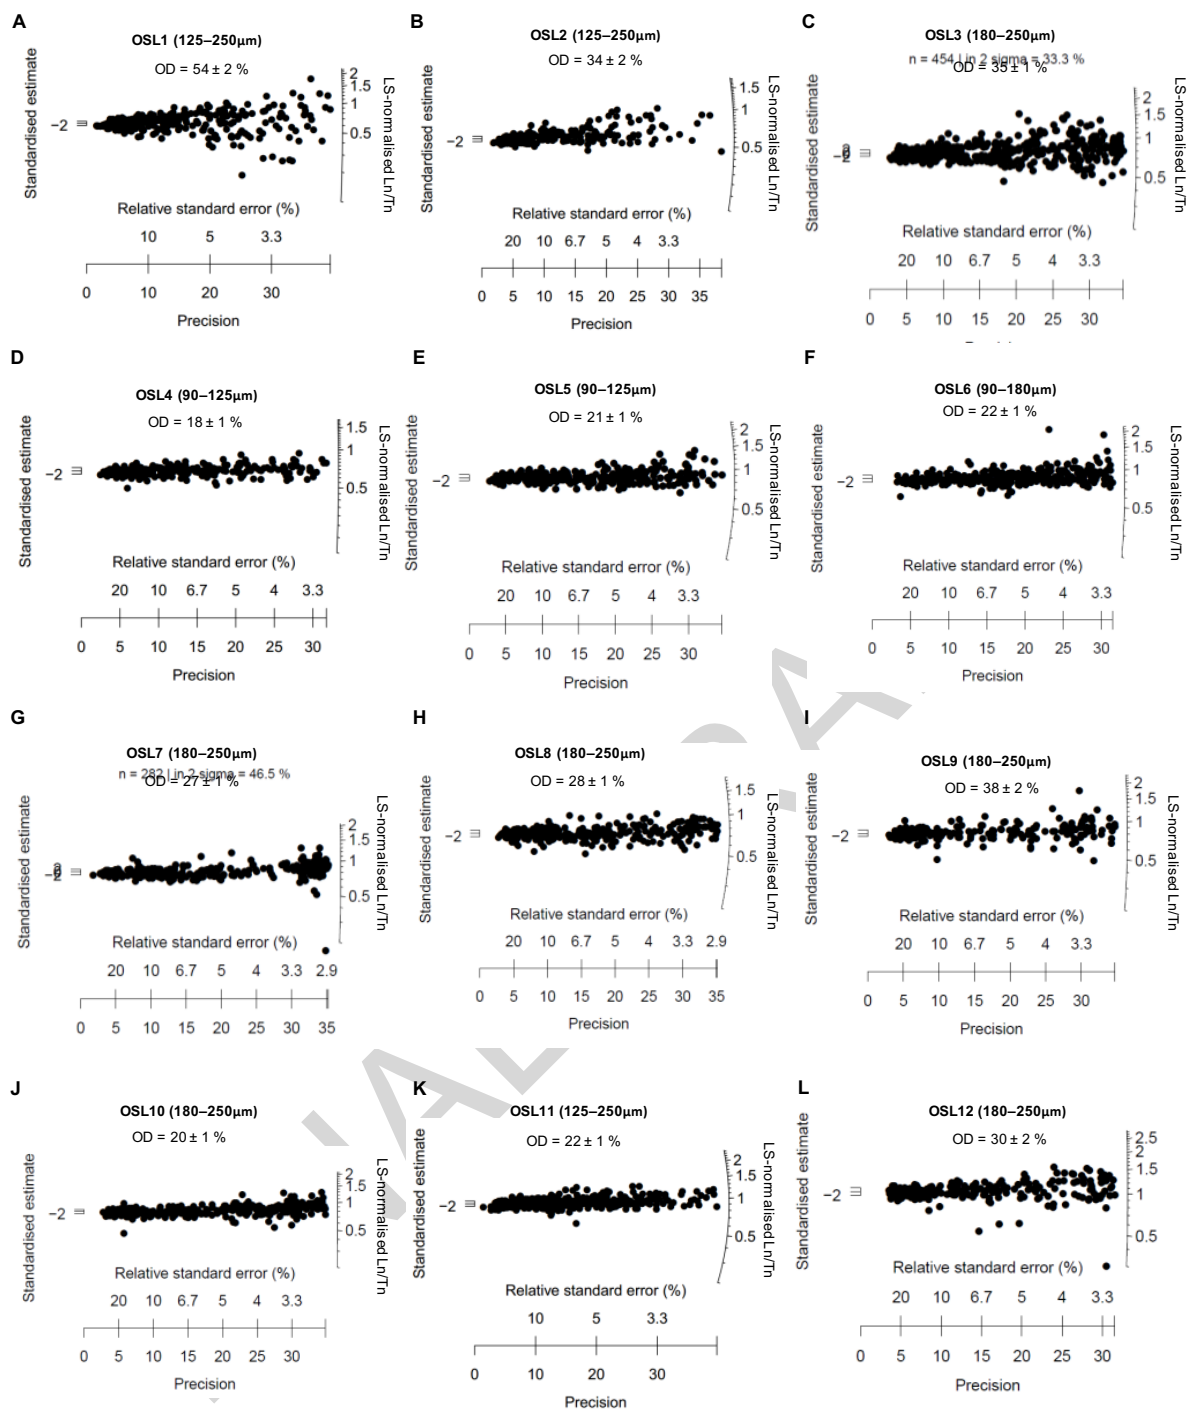 A
OSL1 (125–250µm)
OD = 54 ± 2 %
Standardised estimate
−2
2
1.5
1
0.5
LS-normalised Ln/Tn
Relative standard error (%)
10 5 3.3
0 10 20 30
Precision
B
OSL2 (125–250µm)
OD = 34 ± 2 %
Standardised estimate
−2
1.5
1
0.5
LS-normalised Ln/Tn
Relative standard error (%)
20 10 6.7 5 4 3.3
0 5 10 15 20 25 30 35
Precision
C
OSL3 (180–250µm)
n = 454 | in 2 sigma = 33.3 %
OD = 35 ± 1 %
Standardised estimate
−2
2
1
0.5
LS-normalised Ln/Tn
Relative standard error (%)
20 10 6.7 5 4 3.3
0 5 10 15 20 25 30
D
OSL4 (90–125µm)
OD = 18 ± 1 %
Standardised estimate
−2
1.5
1
0.5
LS-normalised Ln/Tn
Relative standard error (%)
20 10 6.7 5 4 3.3
0 5 10 15 20 25 30
Precision
E
OSL5 (90–125µm)
OD = 21 ± 1 %
Standardised estimate
−2
2
1
0.5
LS-normalised Ln/Tn
Relative standard error (%)
20 10 6.7 5 4 3.3
0 5 10 15 20 25 30
Precision
F
OSL6 (90–180µm)
OD = 22 ± 1 %
Standardised estimate
−2
2
1
0.5
LS-normalised Ln/Tn
Relative standard error (%)
20 10 6.7 5 4 3.3
0 5 10 15 20 25 30
Precision
G
OSL7 (180–250µm)
n = 282 | in 2 sigma = 46.5 %
OD = 27 ± 1 %
Standardised estimate
−2
2
1
0.5
LS-normalised Ln/Tn
Relative standard error (%)
20 10 6.7 5 4 3.3 2.9
0 5 10 15 20 25 30 35
Precision
H
OSL8 (180–250µm)
OD = 28 ± 1 %
Standardised estimate
−2
1.5
1
0.5
LS-normalised Ln/Tn
Relative standard error (%)
20 10 6.7 5 4 3.3 2.9
0 5 10 15 20 25 30 35
Precision
I
OSL9 (180–250µm)
OD = 38 ± 2 %
Standardised estimate
−2
2
1.5
1
0.5
LS-normalised Ln/Tn
Relative standard error (%)
20 10 6.7 5 4 3.3
0 5 10 15 20 25 30
Precision
J
OSL10 (180–250µm)
OD = 20 ± 1 %
Standardised estimate
−2
2
1.5
1
0.5
LS-normalised Ln/Tn
Relative standard error (%)
20 10 6.7 5 4 3.3
0 5 10 15 20 25 30
Precision
K
OSL11 (125–250µm)
OD = 22 ± 1 %
Standardised estimate
−2
2
1.5
1
0.5
LS-normalised Ln/Tn
Relative standard error (%)
10 5 3.3
0 10 20 30
Precision
L
OSL12 (180–250µm)
OD = 30 ± 2 %
Standardised estimate
−2
2.5
2
1.5
1
0.5
LS-normalised Ln/Tn
Relative standard error (%)
20 10 6.7 5 4 3.3
0 5 10 15 20 25 30
Precision